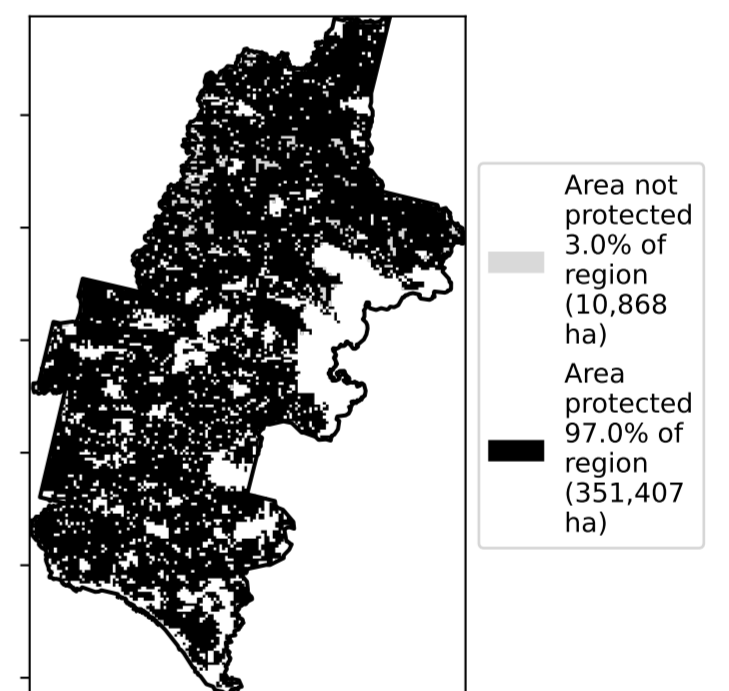 Area not
protected
3.0% of
region
(10,868
ha)
Area
protected
97.0% of
region
(351,407
ha)